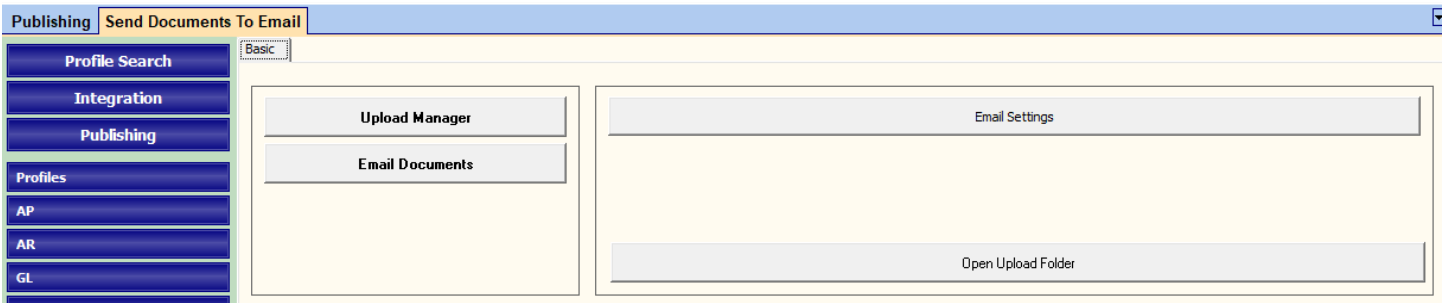 Publishing
Send Documents To Email
Profile Search
Integration
Publishing
Profiles
AP
AR
GL
Basic
Upload Manager
Email Documents
Email Settings
Open Upload Folder